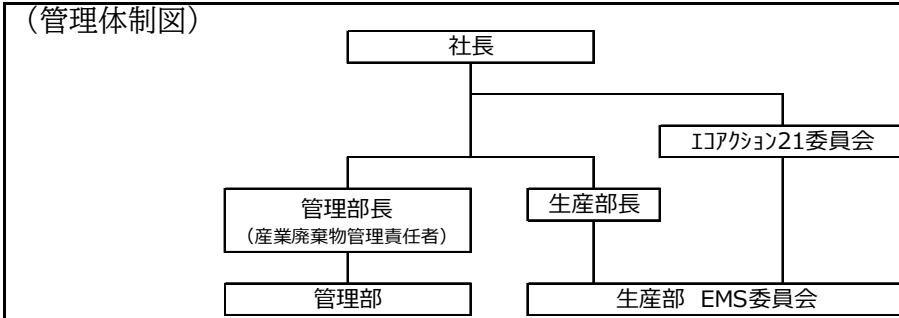 （管理体制図）
社長
ｴｺｱｸｼｮﾝ21委員会
管理部長
（産業廃棄物管理責任者）
生産部長
管理部
生産部 EMS委員会